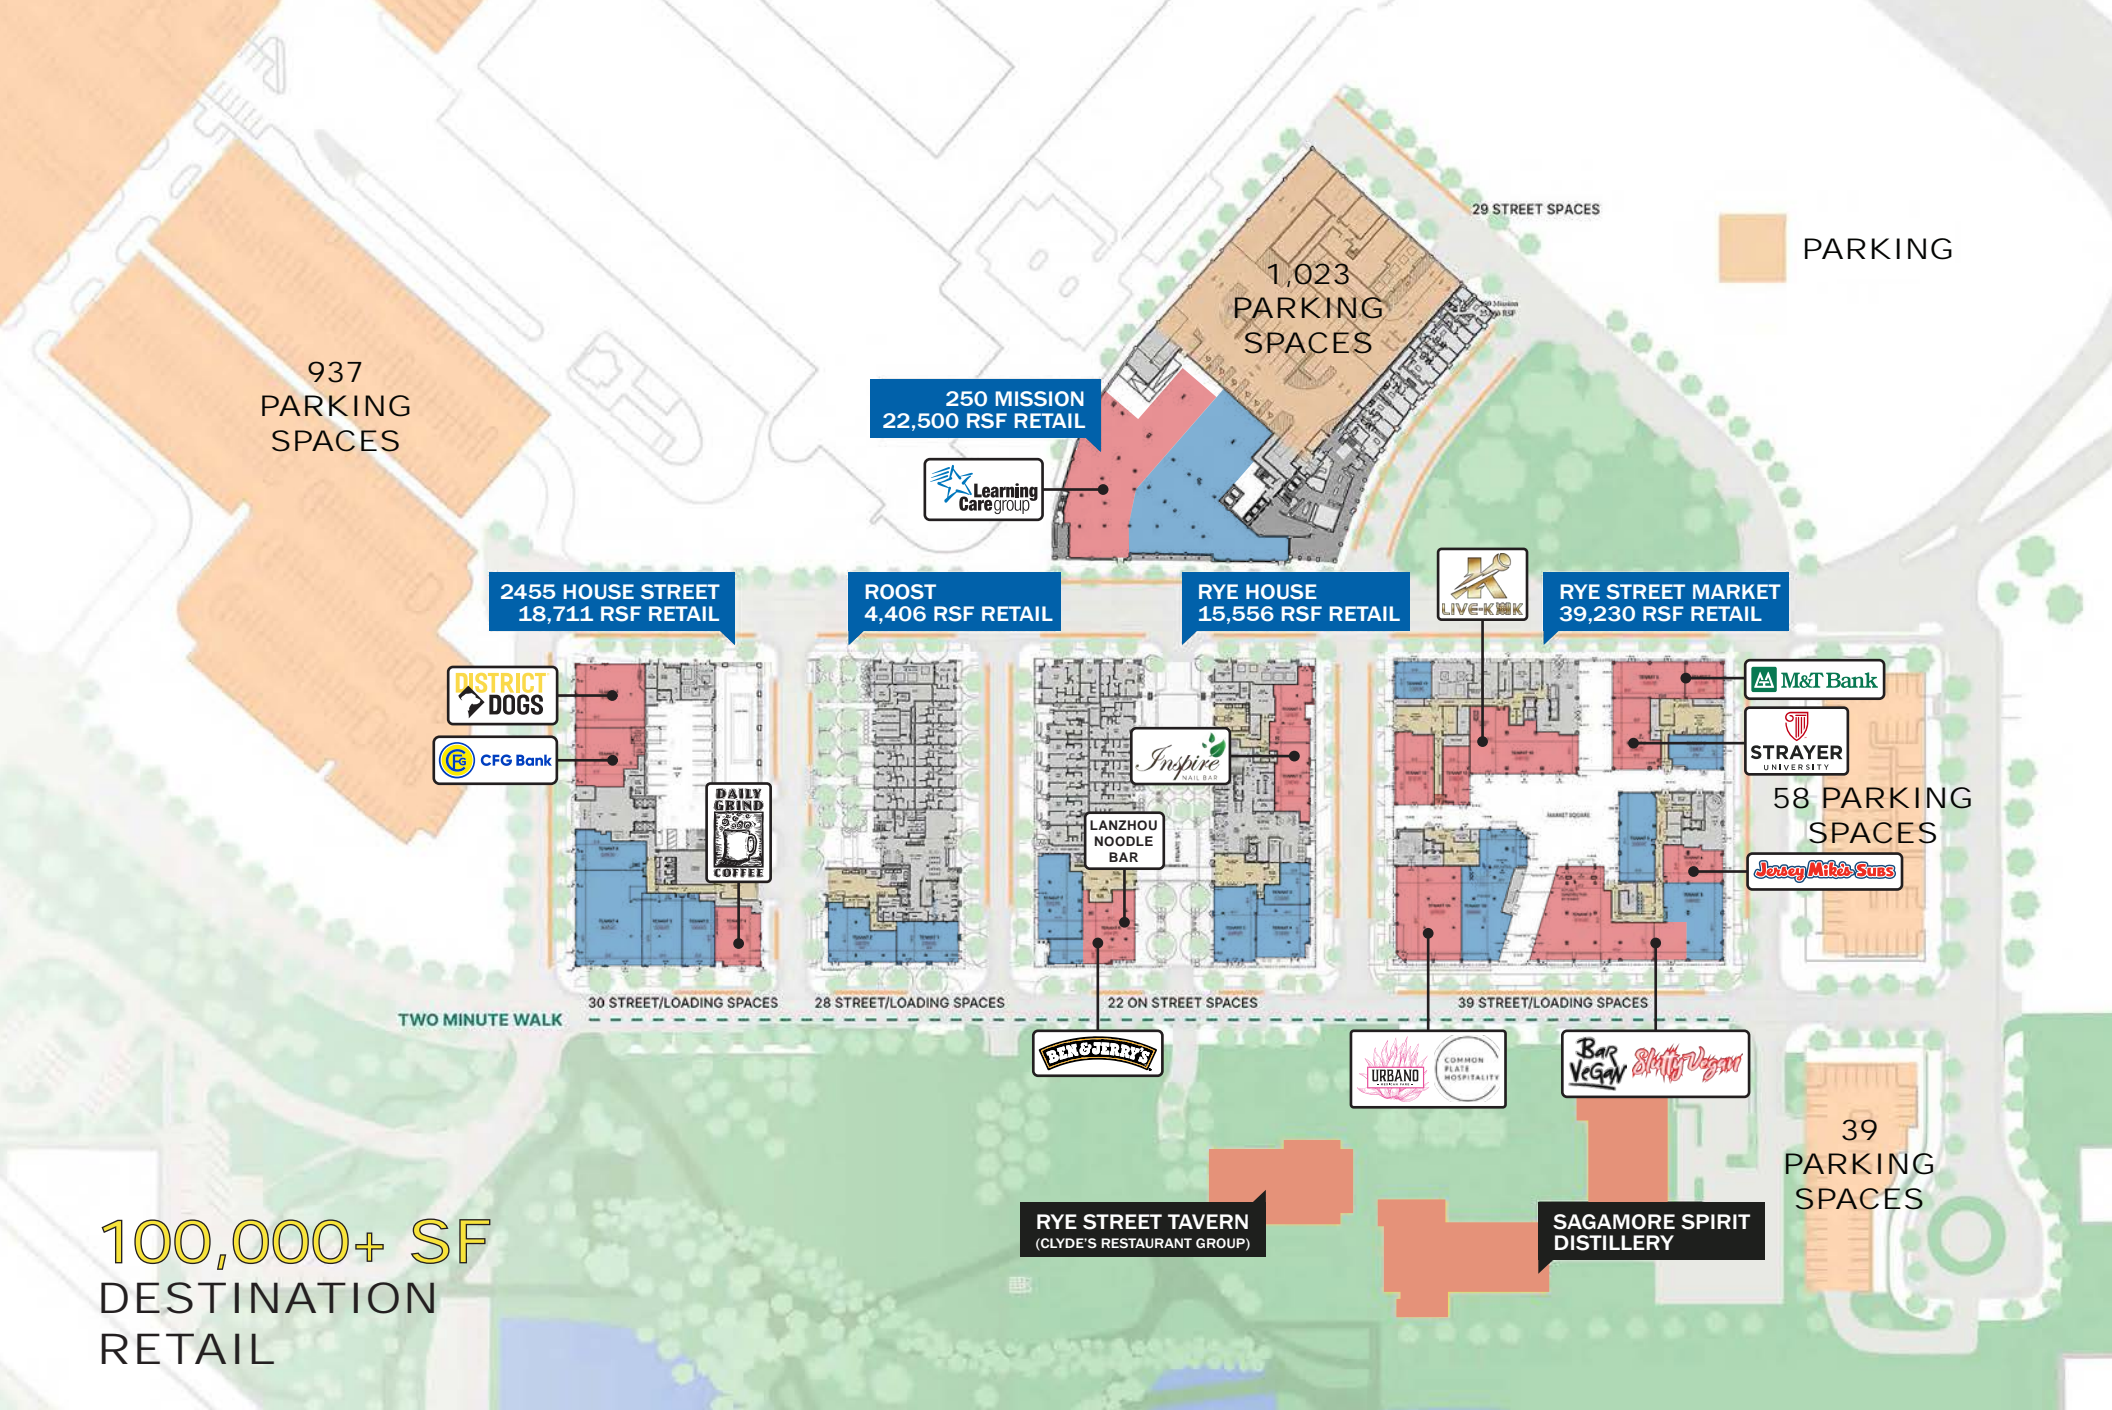 29 STREET SPACES
PARKING
1,023
PARKING
SPACES
937
PARKING
SPACES
250 MISSION
22,500 RSF RETAIL
Learning
Care group
2455 HOUSE STREET
18,711 RSF RETAIL
ROOST
4,406 RSF RETAIL
RYE HOUSE
15,556 RSF RETAIL
LIVE-K
RYE STREET MARKET
39,230 RSF RETAIL
DISTRICT
DOGS
M&T Bank
CFG Bank
STRAYER
UNIVERSITY
Inspire
NAIL BAR
DAILY
GRIND
COFFEE
58 PARKING
SPACES
MARKET SQUARE
LANZHOU
NOODLE
BAR
Jersey Mike's SUBS
30 STREET/LOADING SPACES
28 STREET/LOADING SPACES
22 ON STREET SPACES
39 STREET/LOADING SPACES
TWO MINUTE WALK
BEN & JERRY'S
URBANO
COMMON
PLATE
HOSPITALITY
BAR
VEGAN
Slutty Vegan
39
PARKING
SPACES
RYE STREET TAVERN
(CLYDE'S RESTAURANT GROUP)
SAGAMORE SPIRIT
DISTILLERY
100,000+ SF
DESTINATION
RETAIL